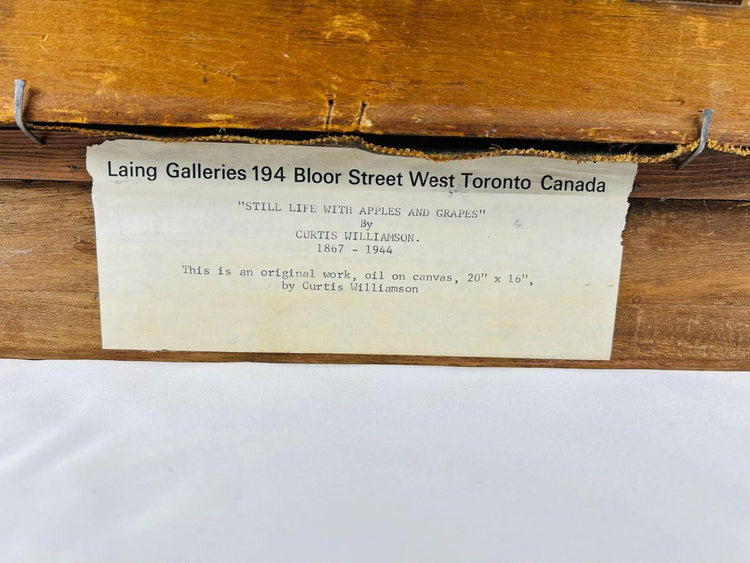 Laing Galleries 194 Bloor Street West Toronto Canada
"STILL LIFE WITH APPLES AND GRAPES"
By
CURTIS WILLIAMSON.
1867 - 1944
This is an original work, oil on canvas, 20" x 16",
by Curtis Williamson